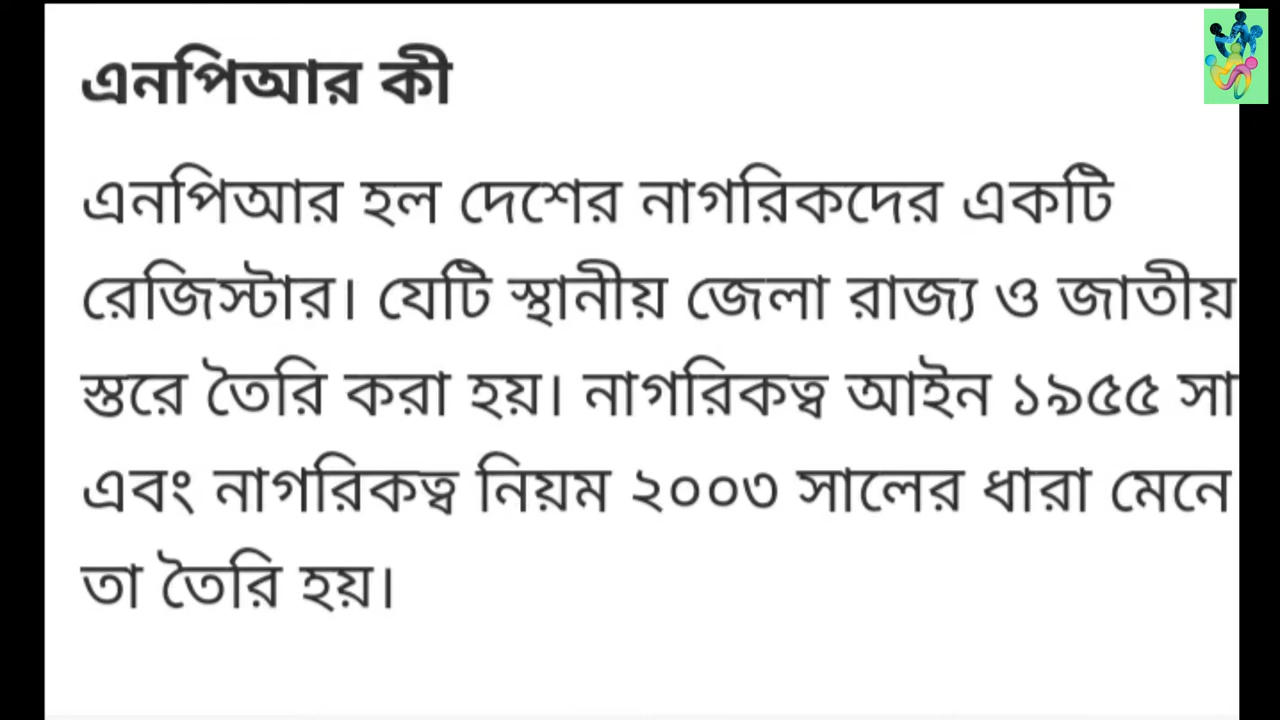 এনপিআর কী
এনপিআর হল দেশের নাগরিকদের একটি
রেজিস্টার। যেটি স্থানীয় জেলা রাজ্য ও জাতীয়
স্তরে তৈরি করা হয়। নাগরিকত্ব আইন ১৯৫৫ সা
এবং নাগরিকত্ব নিয়ম ২০০৩ সালের ধারা মেনে
তা তৈরি হয়।